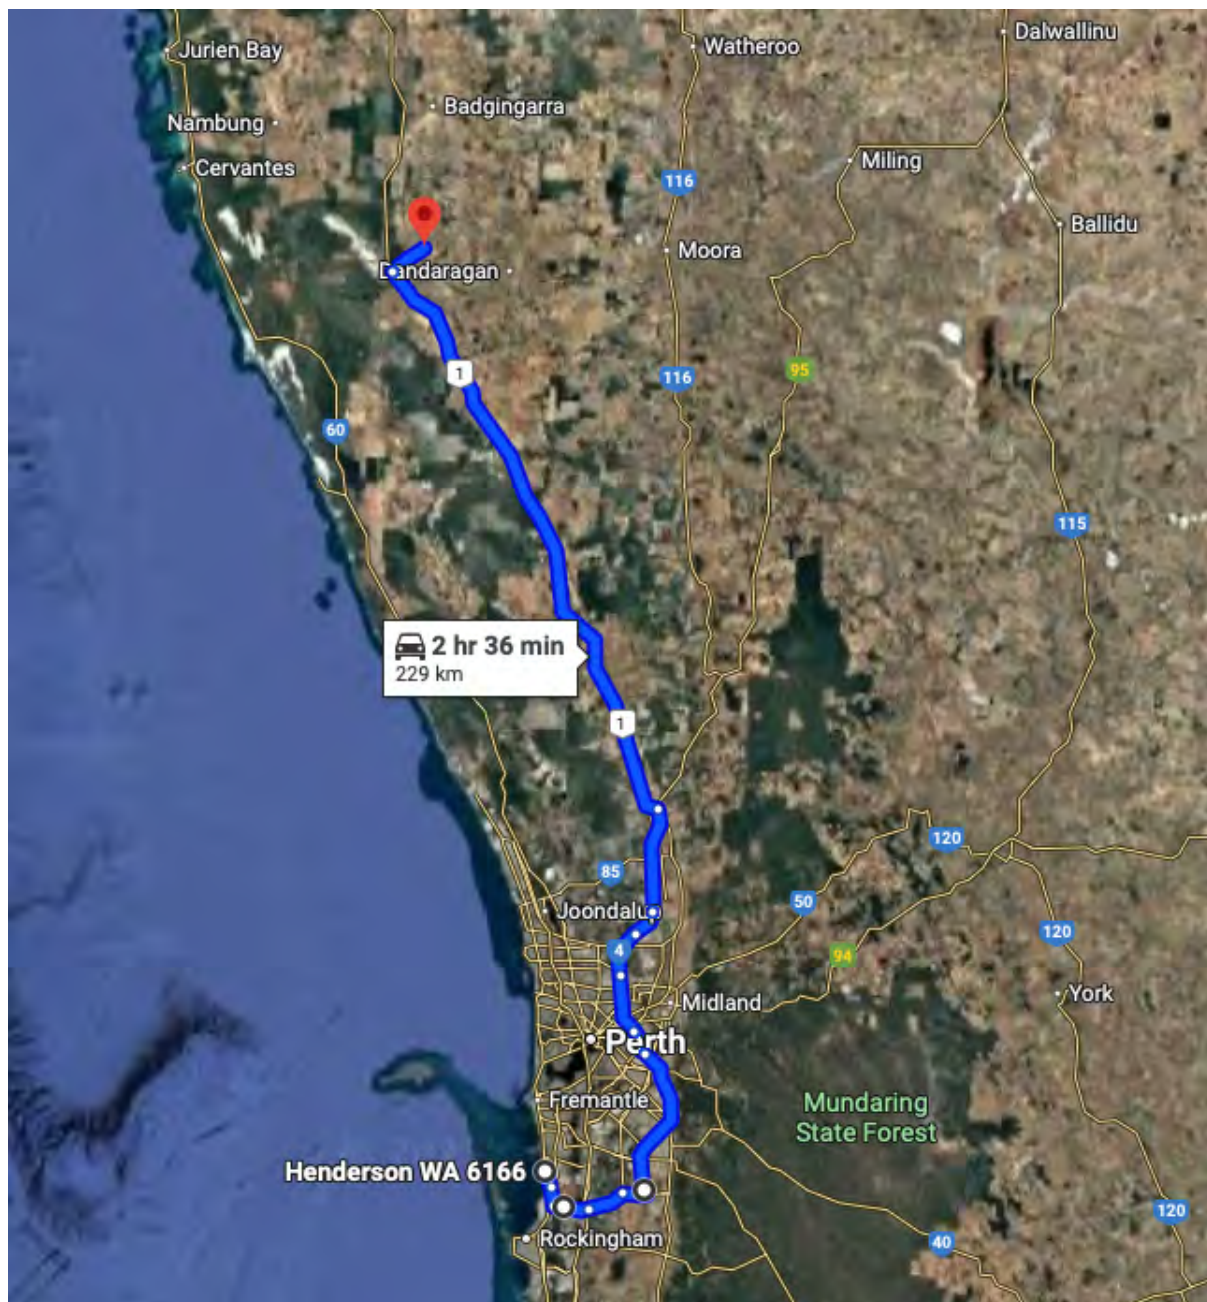 Jurien Bay
Watheroo
Dalwallinu
Badgingarra
Nambung
Miling
Cervantes
116
Ballidu
Moora
Dandaragan
1
116
95
60
115
2 hr 36 min
229 km
1
120
85
50
Joondalup
120
4
94
York
Midland
Perth
Fremantle
Mundaring
State Forest
Henderson WA 6166
120
Rockingham
40